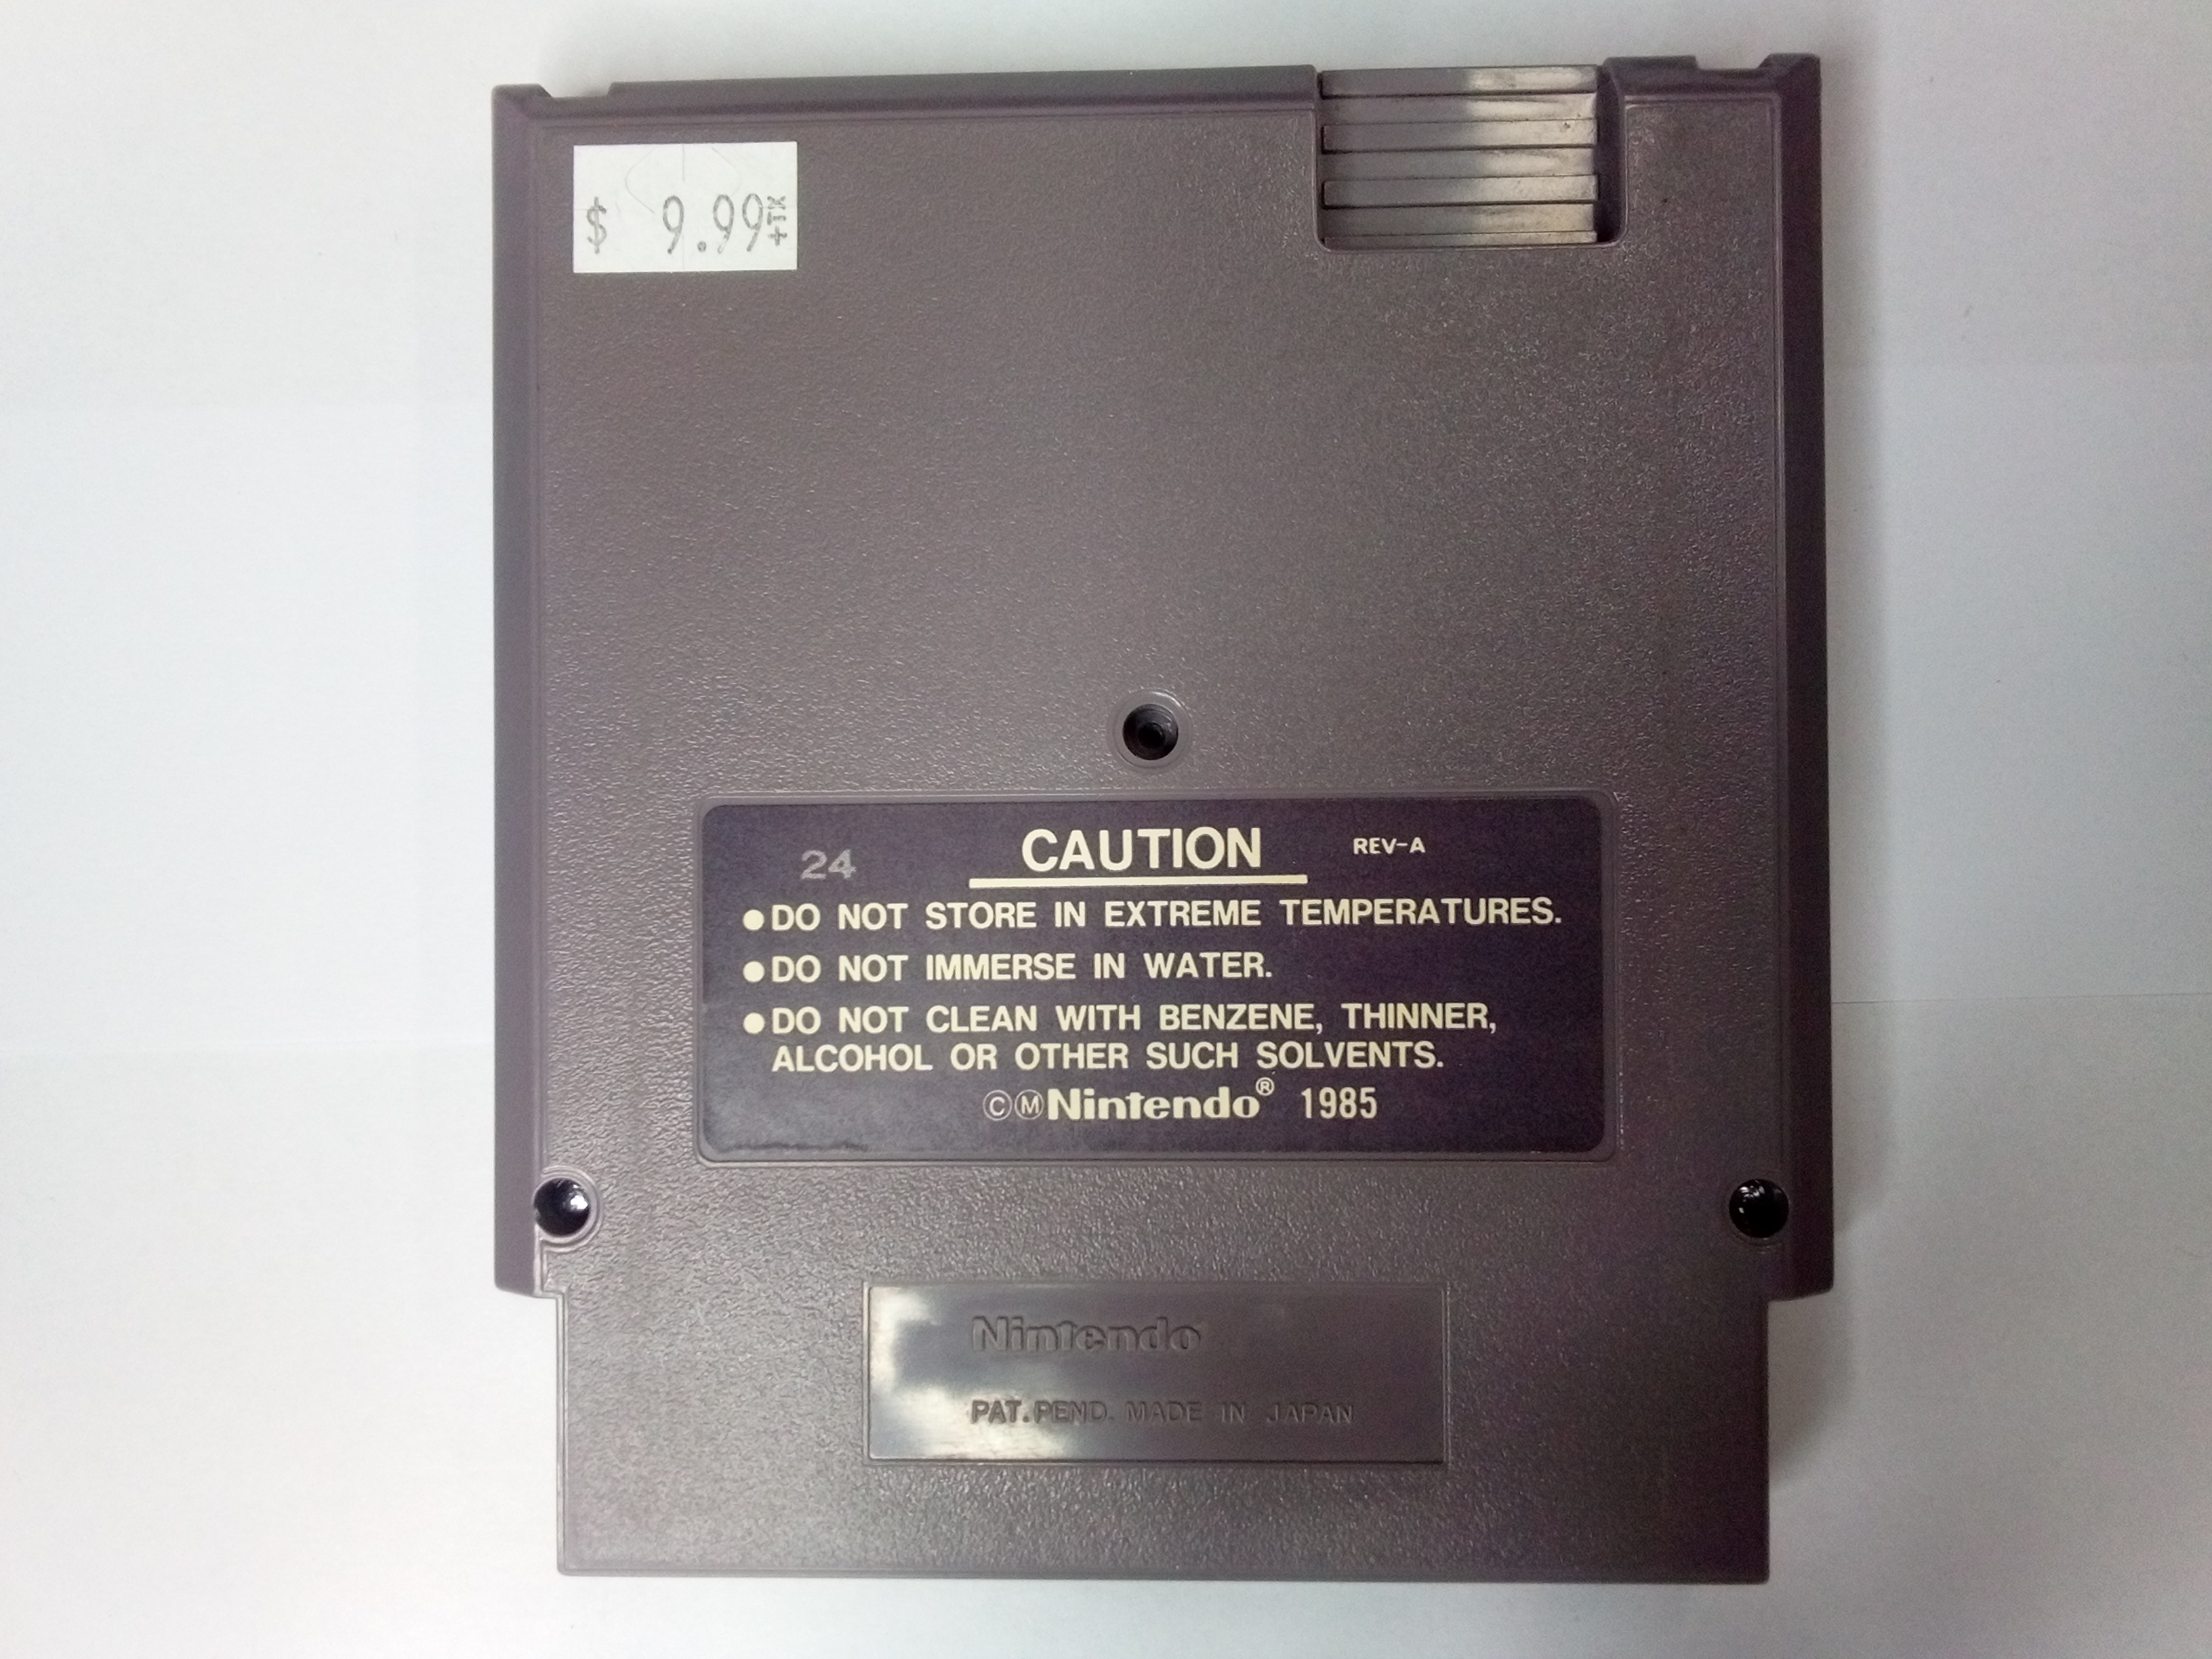 $ 9.99+TX
CAUTION REV-A
24
●DO NOT STORE IN EXTREME TEMPERATURES.
●DO NOT IMMERSE IN WATER.
●DO NOT CLEAN WITH BENZENE, THINNER,
ALCOHOL OR OTHER SUCH SOLVENTS.
ⒸⓂNintendo® 1985
Nintendo
PAT. PEND. MADE IN JAPAN